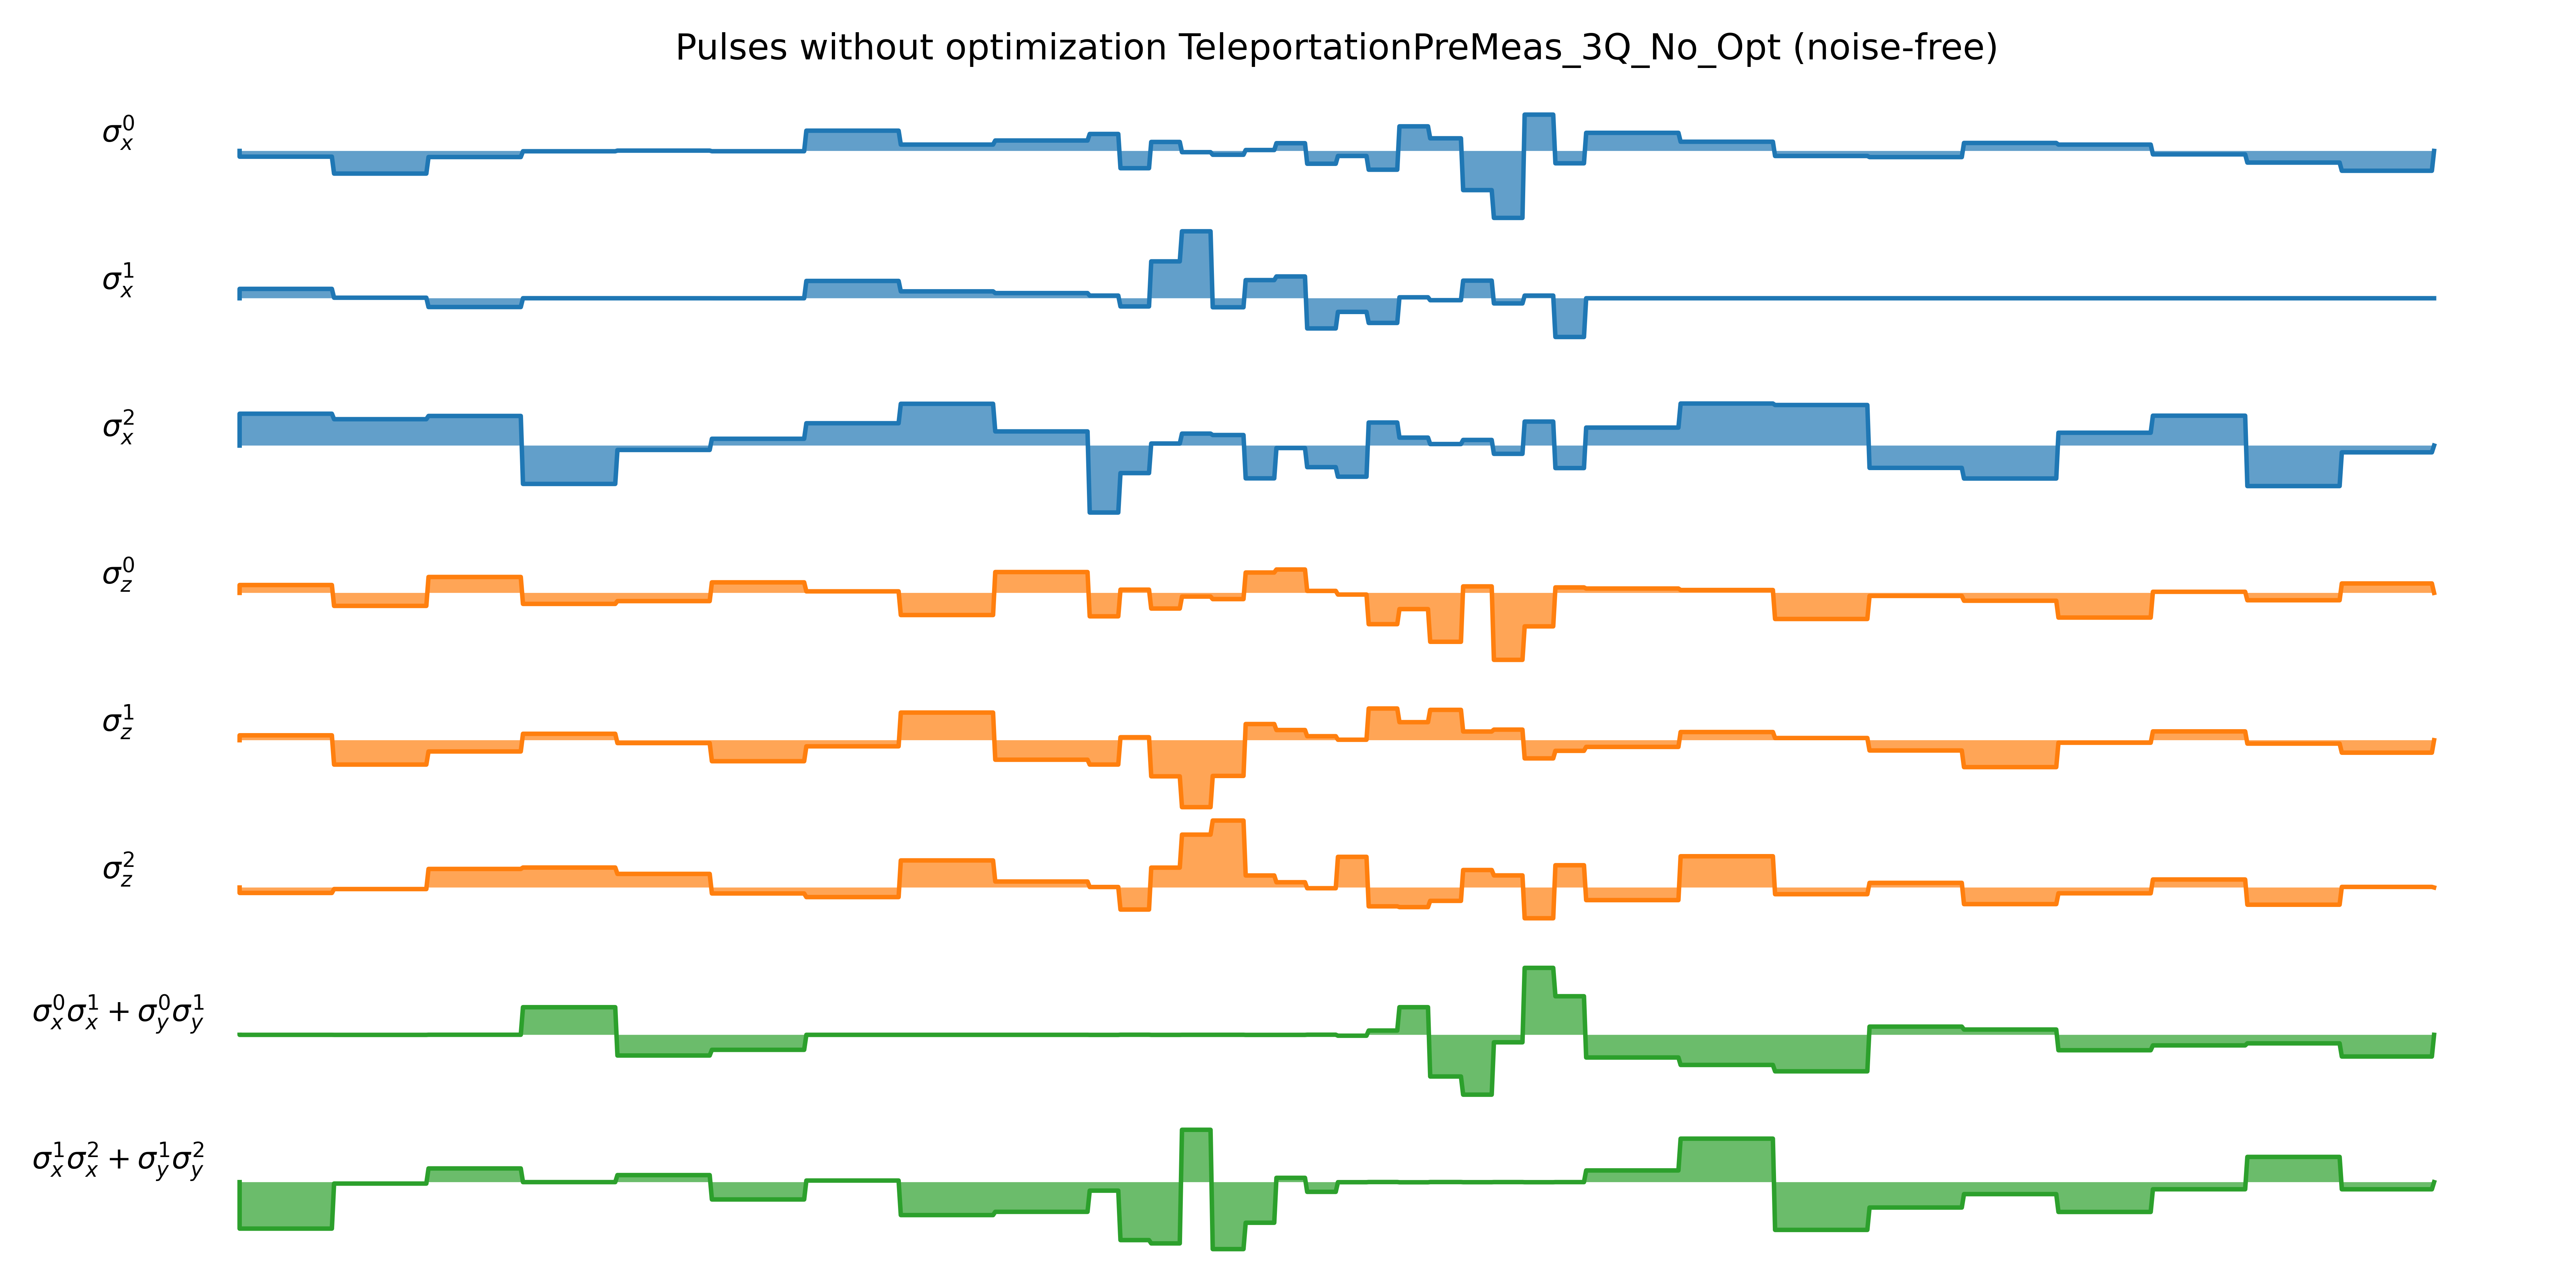 Pulses without optimization TeleportationPreMeas_3Q_No_Opt (noise-free)
σ_x^0
σ_x^1
σ_x^2
σ_z^0
σ_z^1
σ_z^2
σ_x^0σ_x^1 + σ_y^0σ_y^1
σ_x^1σ_x^2 + σ_y^1σ_y^2